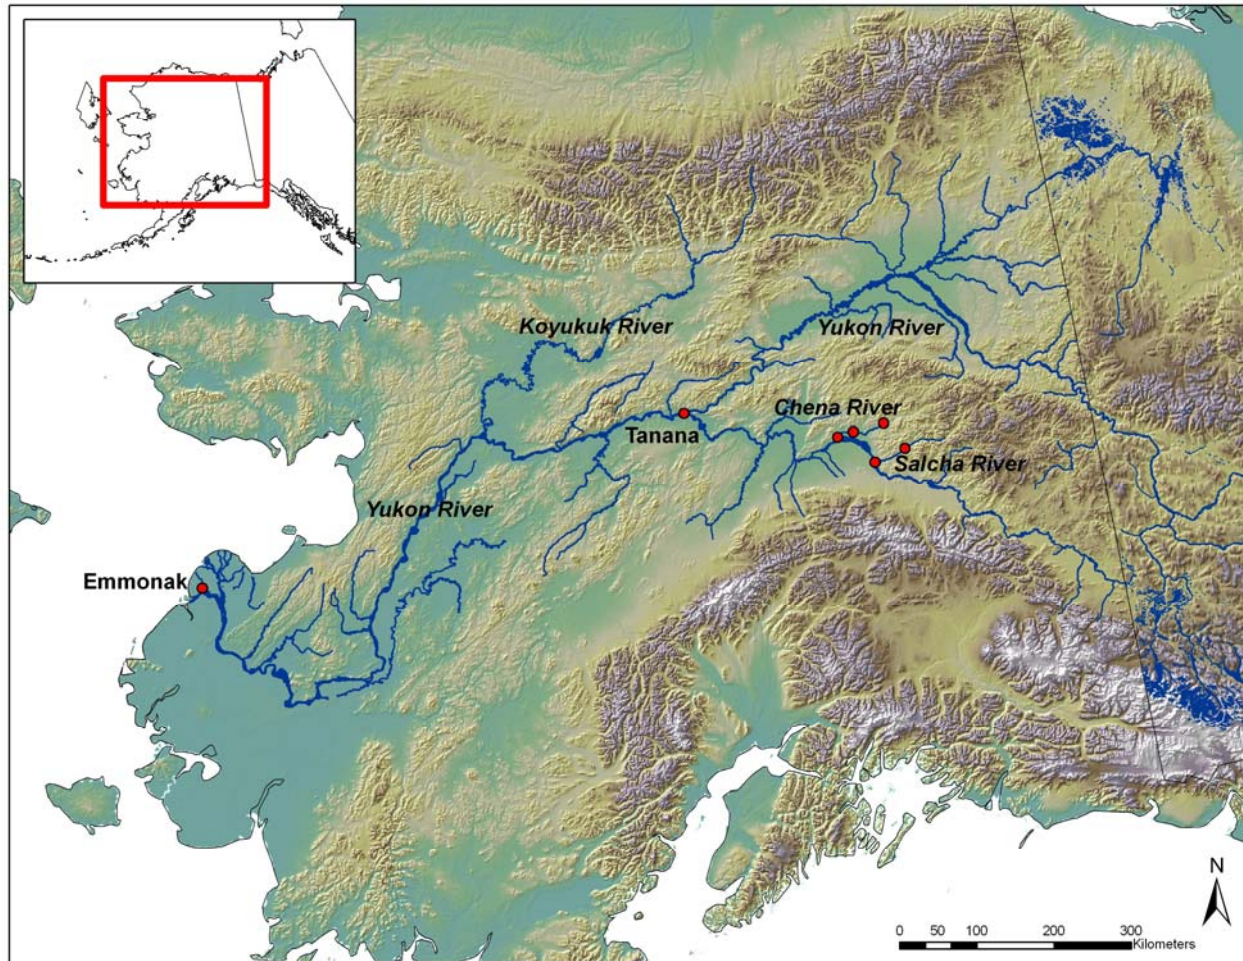 Koyukuk River
Yukon River
Chena River
Tanana
Salcha River
Yukon River
Emmonak
N
0 50 100 200 300
Kilometers